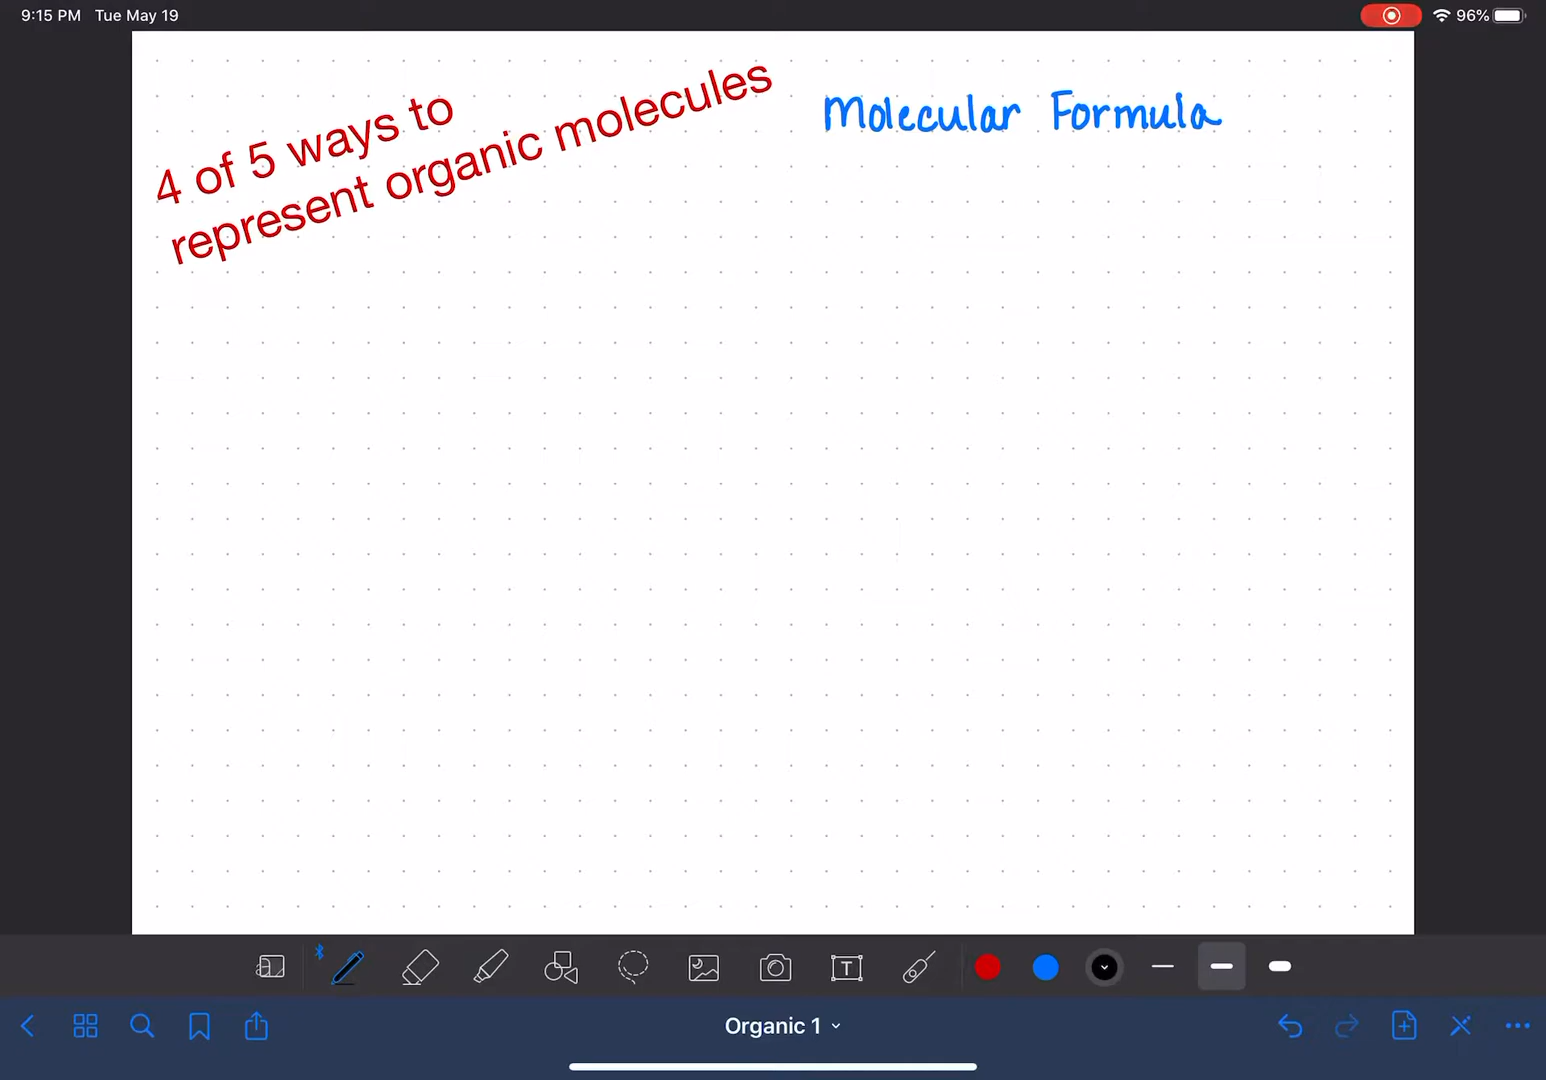 9:15 PM Tue May 19
96%
4 of 5 ways to
represent organic molecules
Molecular Formula
T
Organic 1